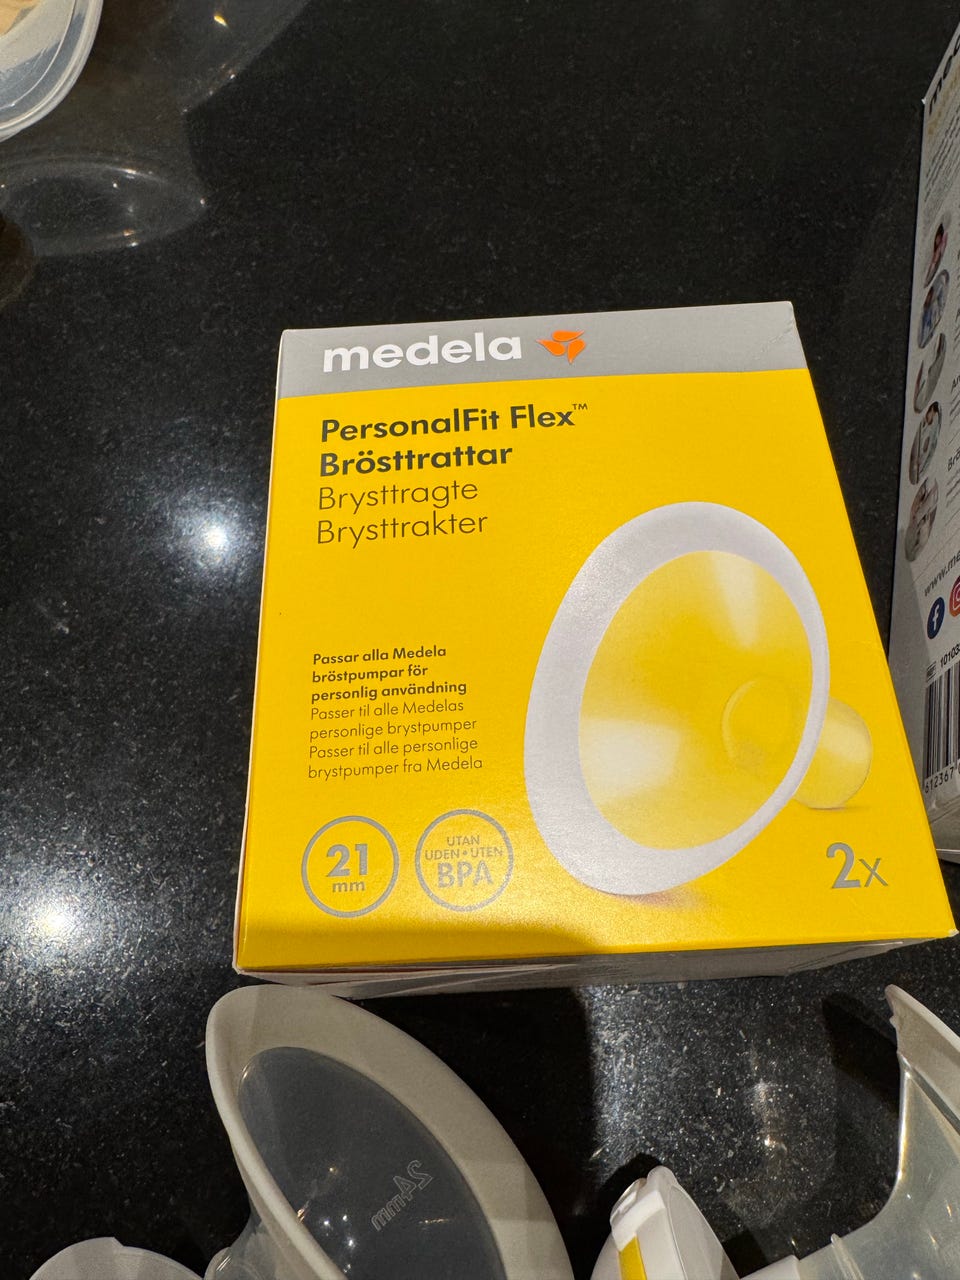 medela
PersonalFit Flex™
Brösttrattar
Brysttragte
Brysttrakter
Passar alla Medela
bröstpumpar för
personlig användning
Passer til alle Medelas
personlige brystpumper
Passer til alle personlige
brystpumper fra Medela
21
mm
UTAN
UDEN • UTEN
BPA
2x
24mm